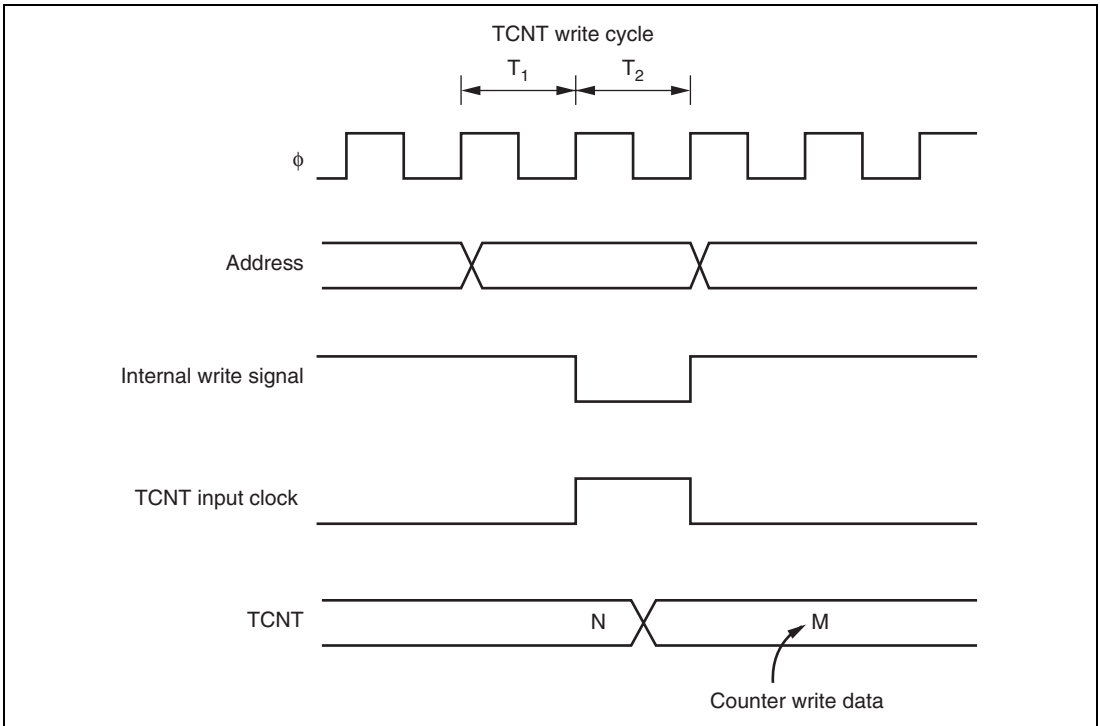 TCNT write cycle
T1 T2
ϕ
Address
Internal write signal
TCNT input clock
TCNT N M
Counter write data